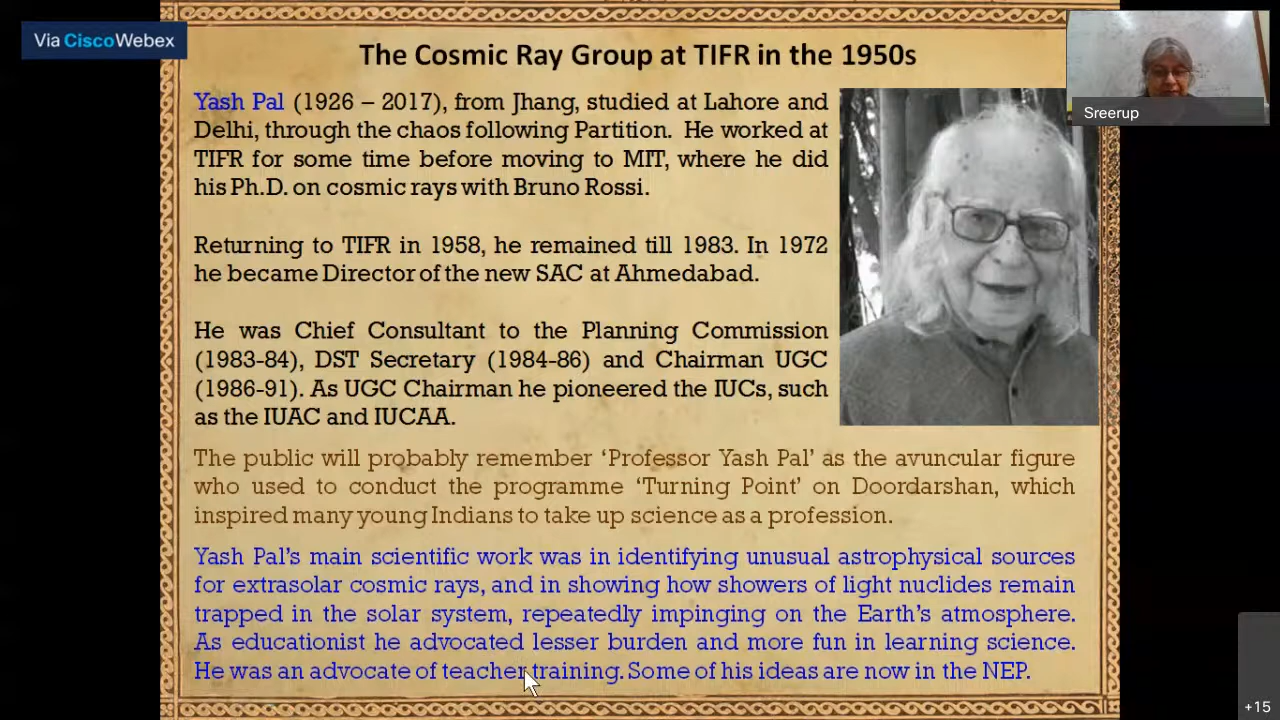 Via CiscoWebex
The Cosmic Ray Group at TIFR in the 1950s
Sreerup
Yash Pal (1926 – 2017), from Jhang, studied at Lahore and
Delhi, through the chaos following Partition. He worked at
TIFR for some time before moving to MIT, where he did
his Ph.D. on cosmic rays with Bruno Rossi.
Returning to TIFR in 1958, he remained till 1983. In 1972
he became Director of the new SAC at Ahmedabad.
He was Chief Consultant to the Planning Commission
(1983-84), DST Secretary (1984-86) and Chairman UGC
(1986-91). As UGC Chairman he pioneered the IUCs, such
as the IUAC and IUCAA.
The public will probably remember ‘Professor Yash Pal’ as the avuncular figure
who used to conduct the programme ‘Turning Point’ on Doordarshan, which
inspired many young Indians to take up science as a profession.
Yash Pal’s main scientific work was in identifying unusual astrophysical sources
for extrasolar cosmic rays, and in showing how showers of light nuclides remain
trapped in the solar system, repeatedly impinging on the Earth’s atmosphere.
As educationist he advocated lesser burden and more fun in learning science.
He was an advocate of teacher training. Some of his ideas are now in the NEP.
+15